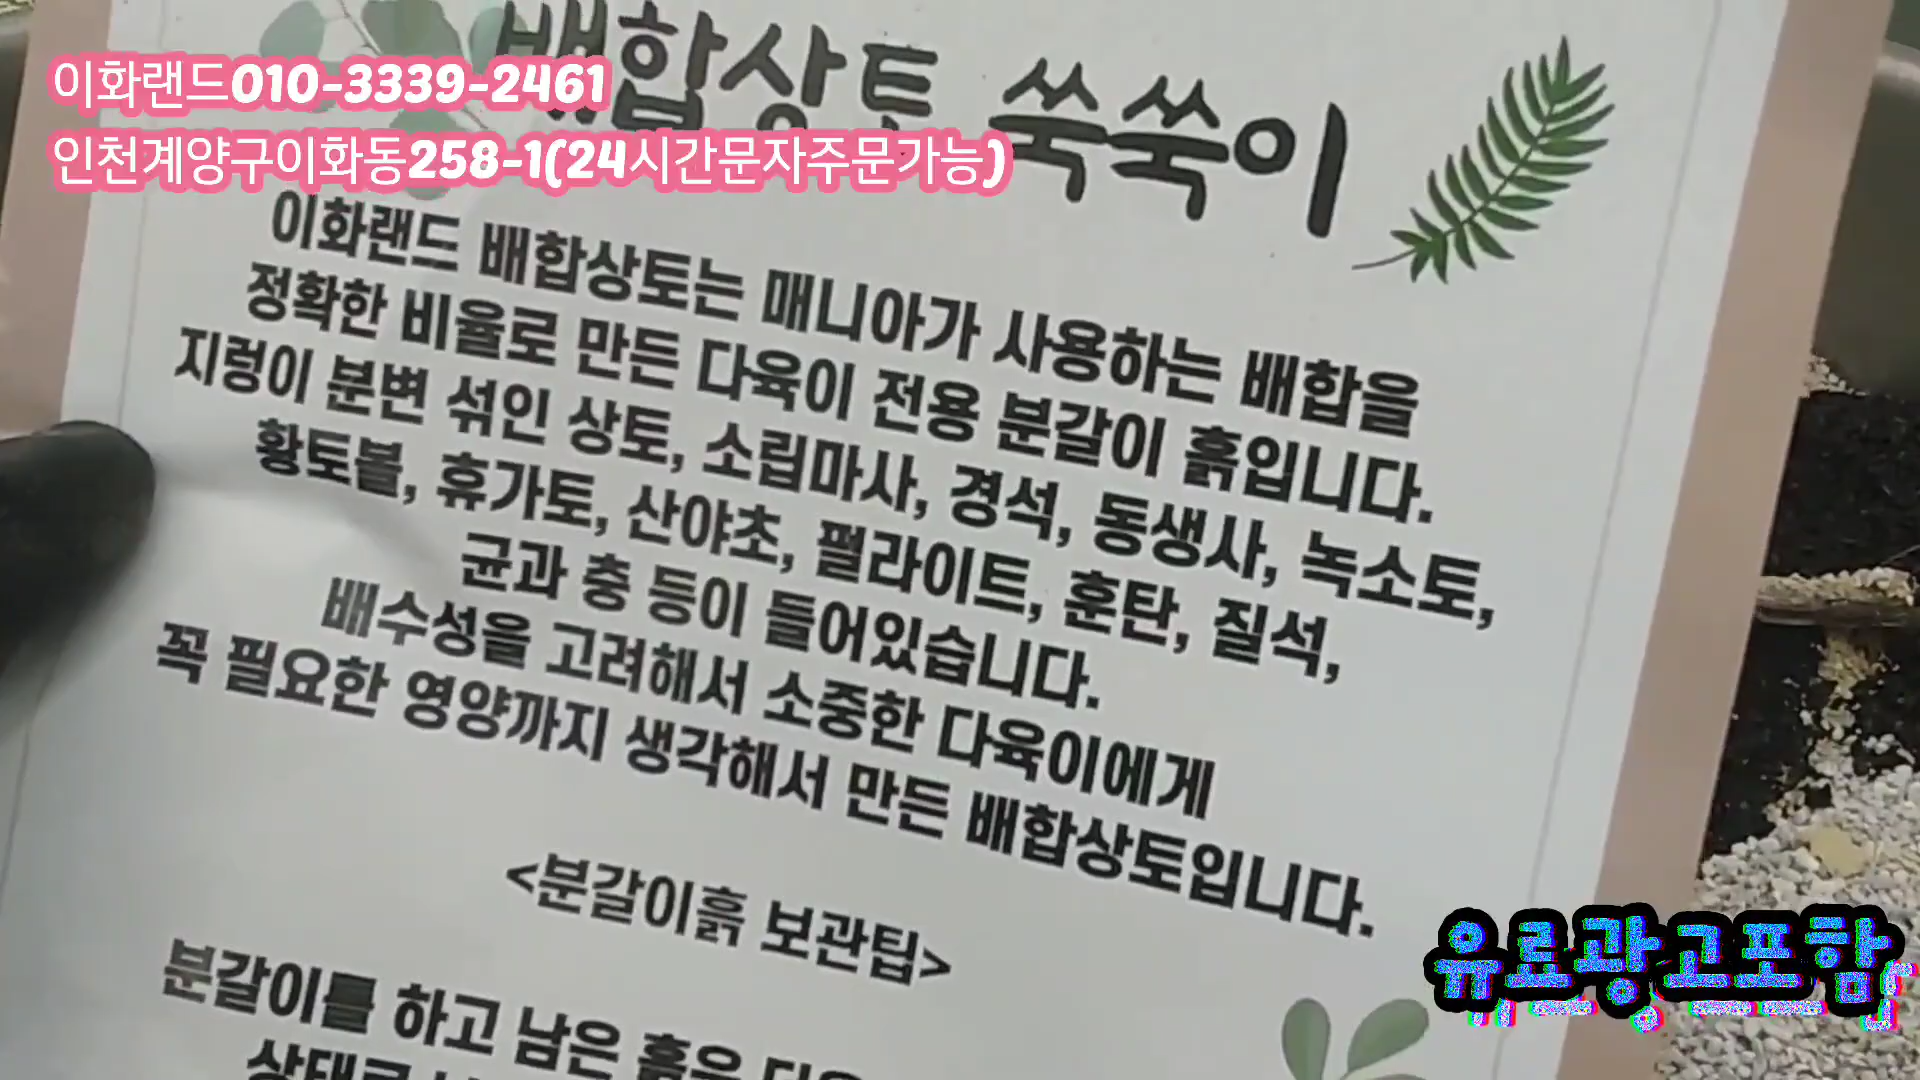 이화랜드010-3339-2461
인천계양구이화동258-1(24시간문자주문가능)
배합상토 쑥쑥이
이화랜드 배합상토는 매니아가 사용하는 배합을
정확한 비율로 만든 다육이 전용 분갈이 흙입니다.
지렁이 분변 섞인 상토, 소립마사, 경석, 동생사, 녹소토,
황토볼, 휴가토, 산야초, 펄라이트, 훈탄, 질석,
균과 충 등이 들어있습니다.
배수성을 고려해서 소중한 다육이에게
꼭 필요한 영양까지 생각해서 만든 배합상토입니다.
<분갈이흙 보관팁>
분갈이를 하고 남은 흙은
유료광고포함